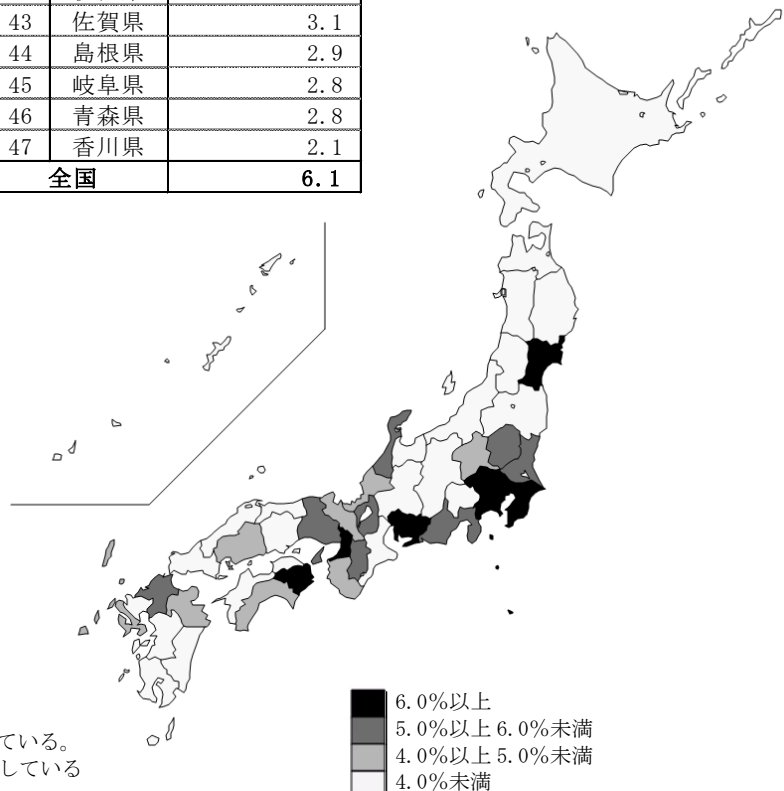 43 佐賀県 3.1
44 島根県 2.9
45 岐阜県 2.8
46 青森県 2.8
47 香川県 2.1
全国 6.1
6.0%以上
5.0%以上6.0%未満
4.0%以上5.0%未満
4.0%未満
ている。
している